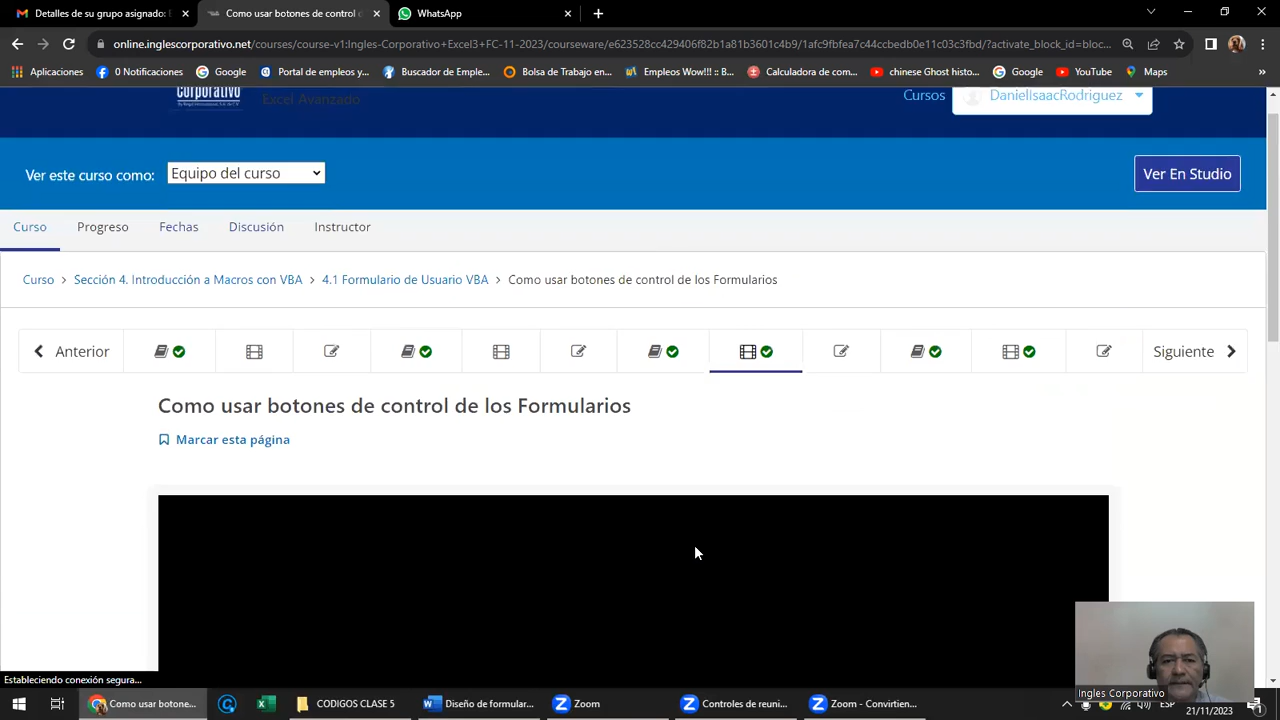 Detalles de su grupo asignado: I
Como usar botones de control d
WhatsApp
online.inglescorporativo.net/courses/course-v1:Ingles-Corporativo+Excel3+FC-11-2023/courseware/e623528cc429406f82b1a81b3601c4b9/1afc9fbfea7c44ccbedb0e11c03c3fbd/?activate_block_id=bloc...
Aplicaciones
0 Notificaciones
Google
Portal de empleos y...
Buscador de Emple...
Bolsa de Trabajo en...
Empleos Wow!!! :: B...
Calculadora de com...
chinese Ghost histo...
Google
YouTube
Maps
»
corporativo
Excel Avanzado
Cursos
DanielIsaacRodriguez
Ver este curso como:
Equipo del curso
Ver En Studio
Curso
Progreso
Fechas
Discusión
Instructor
Curso > Sección 4. Introducción a Macros con VBA > 4.1 Formulario de Usuario VBA > Como usar botones de control de los Formularios
Anterior
Siguiente
Como usar botones de control de los Formularios
Marcar esta página
Ingles Corporativo
Estableciendo conexión segura...
Como usar botone...
CODIGOS CLASE 5
Diseño de formular...
Zoom
Controles de reuni...
Zoom - Convirtien...
ESP
21/11/2023